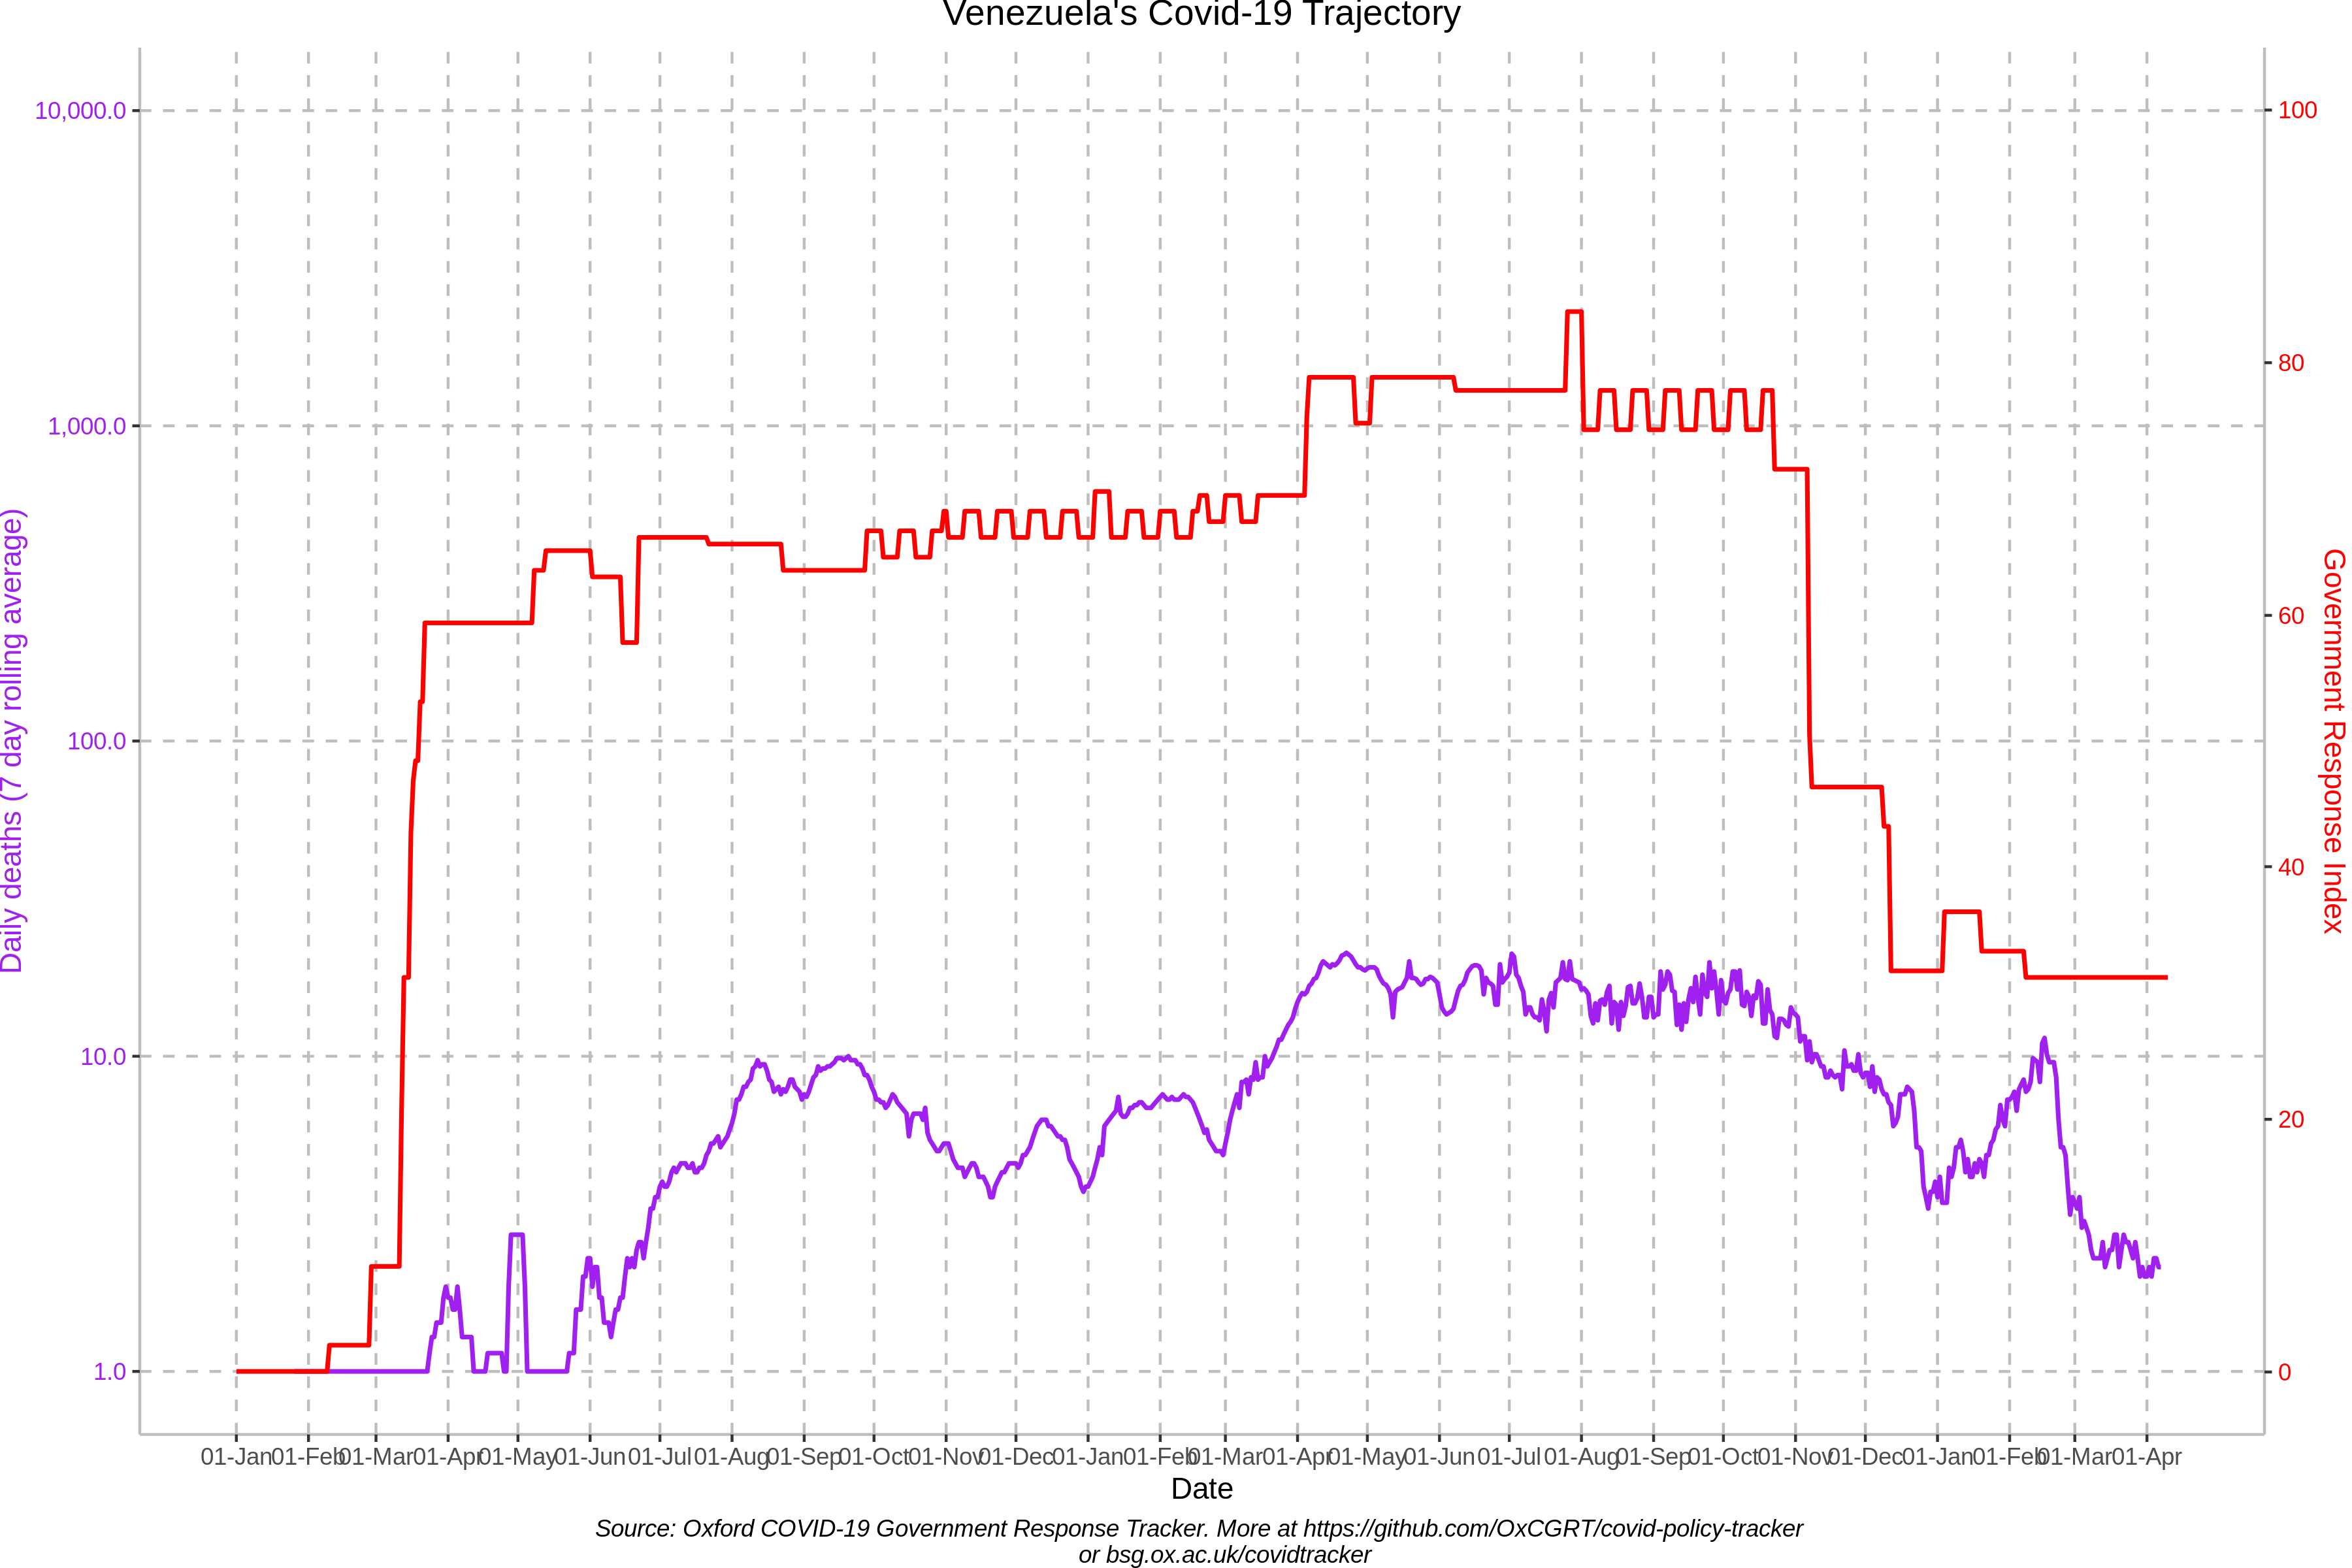 Venezuela's Covid-19 Trajectory
10,000.0
1,000.0
100.0
10.0
1.0
Daily deaths (7 day rolling average)
100
80
60
40
20
0
Government Response Index
01-Jan 01-Feb 01-Mar 01-Apr 01-May 01-Jun 01-Jul 01-Aug 01-Sep 01-Oct 01-Nov 01-Dec 01-Jan 01-Feb 01-Mar 01-Apr 01-May 01-Jun 01-Jul 01-Aug 01-Sep 01-Oct 01-Nov 01-Dec 01-Jan 01-Feb 01-Mar 01-Apr
Date
Source: Oxford COVID-19 Government Response Tracker. More at https://github.com/OxCGRT/covid-policy-tracker
or bsg.ox.ac.uk/covidtracker